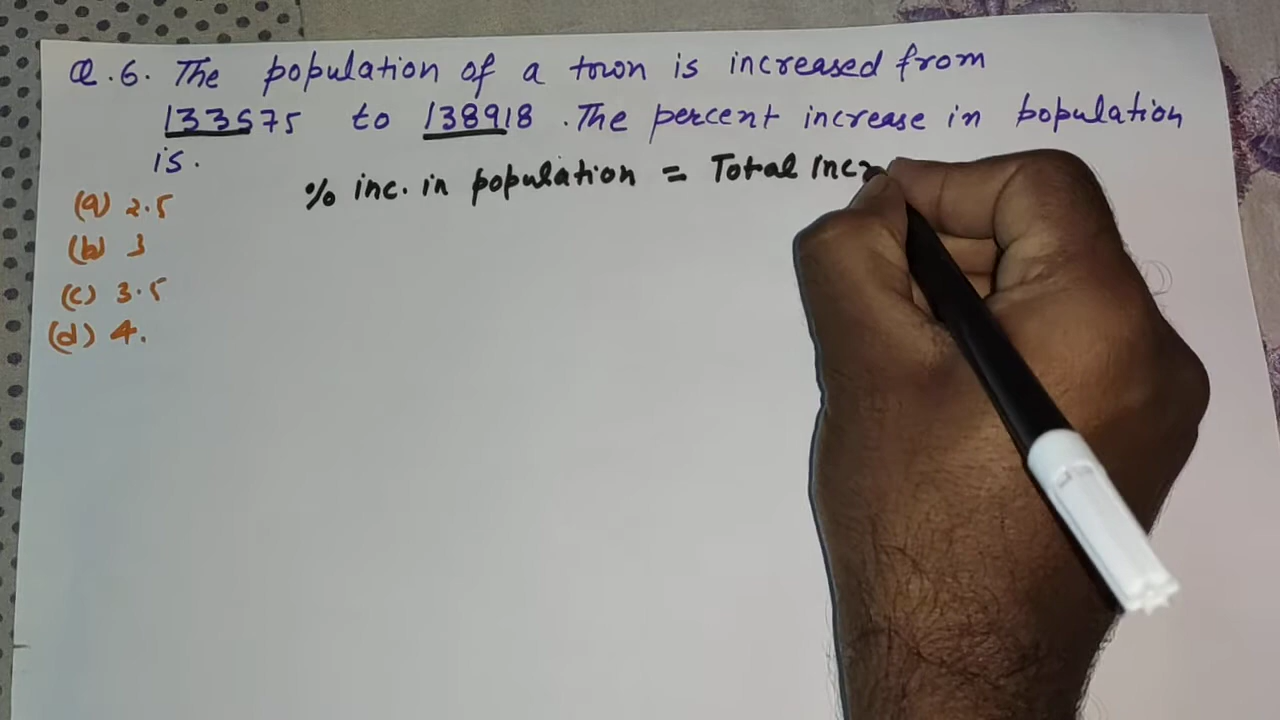 Q.6. The population of a town is increased from
133575 to 138918. The percent increase in population
is.
% inc. in population = Total Incr
(a) 2.5
(b) 3
(c) 3.5
(d) 4.